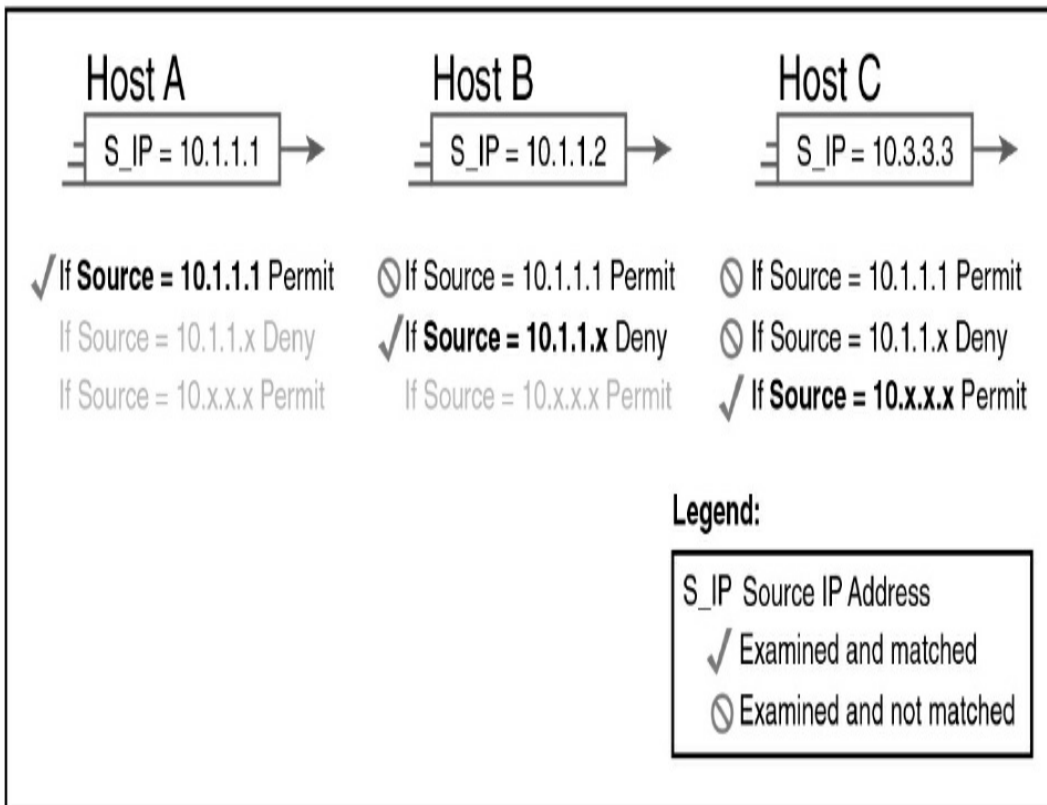 Host A
S_IP = 10.1.1.1
If Source = 10.1.1.1 Permit
If Source = 10.1.1.x Deny
If Source = 10.x.x.x Permit
Host B
S_IP = 10.1.1.2
If Source = 10.1.1.1 Permit
If Source = 10.1.1.x Deny
If Source = 10.x.x.x Permit
Host C
S_IP = 10.3.3.3
If Source = 10.1.1.1 Permit
If Source = 10.1.1.x Deny
If Source = 10.x.x.x Permit
Legend:
S_IP Source IP Address
Examined and matched
Examined and not matched